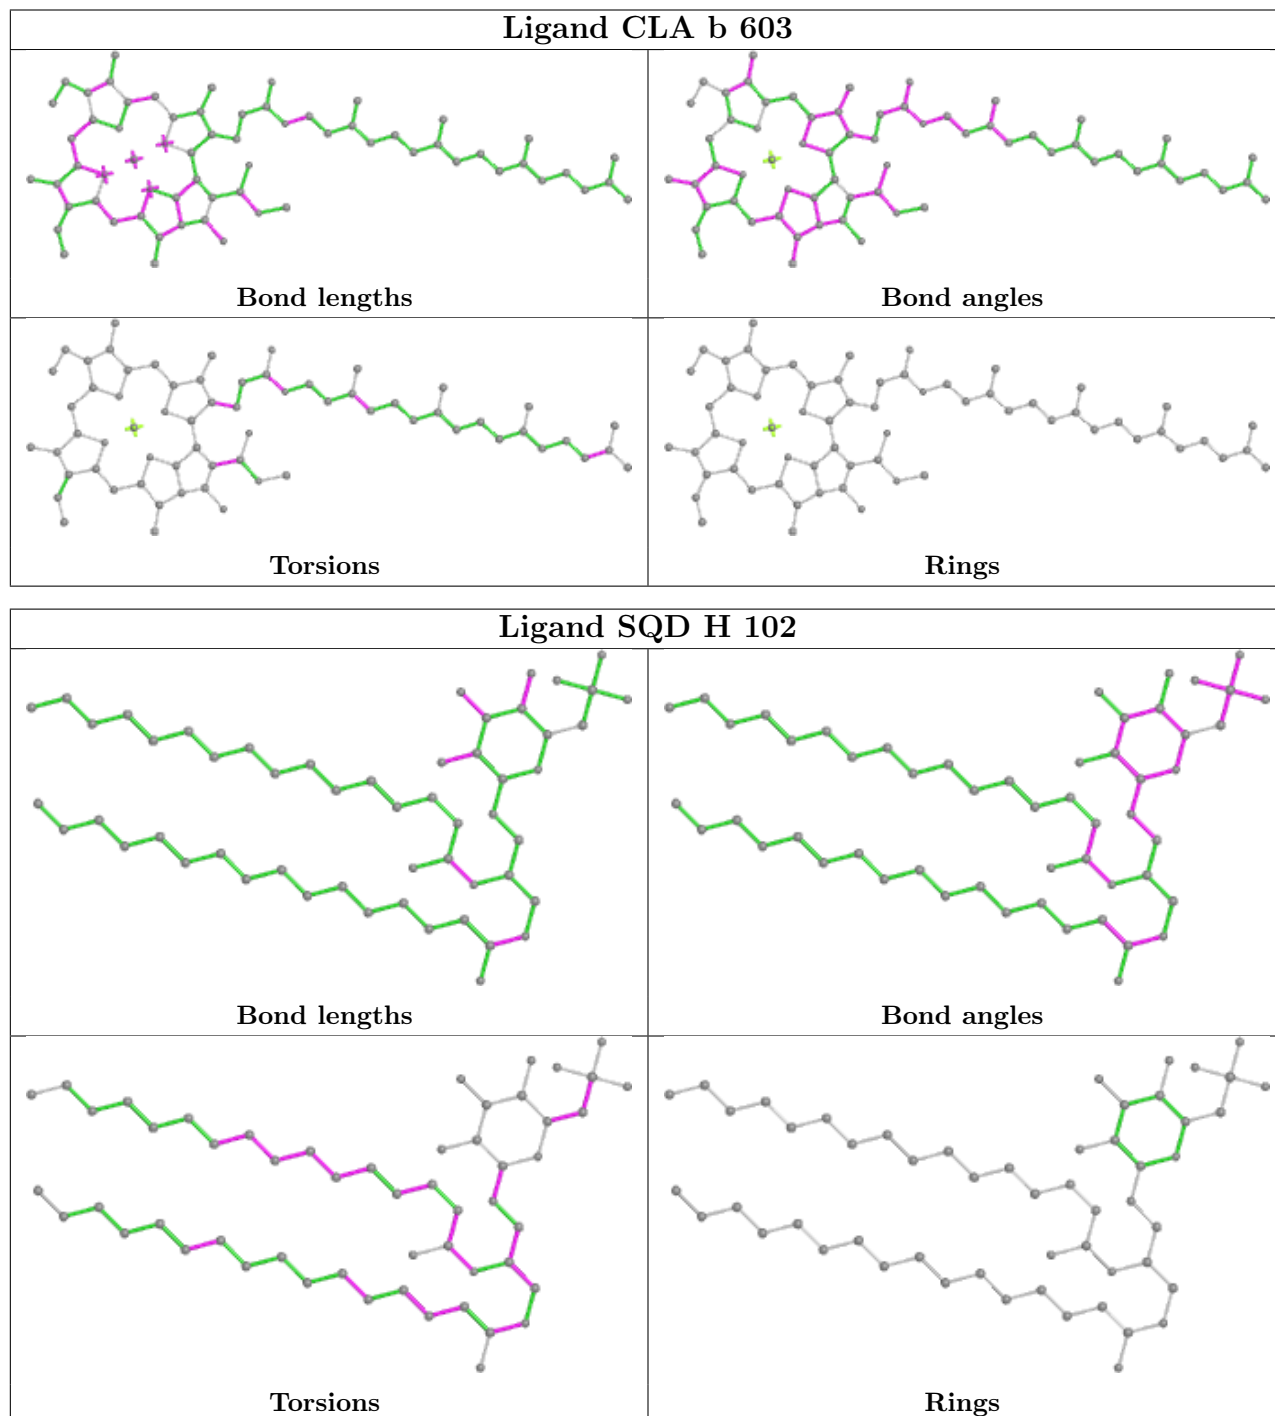 Ligand CLA b 603
Bond lengths
Bond angles
Torsions
Rings
Ligand SQD H 102
Bond lengths
Bond angles
Torsions
Rings